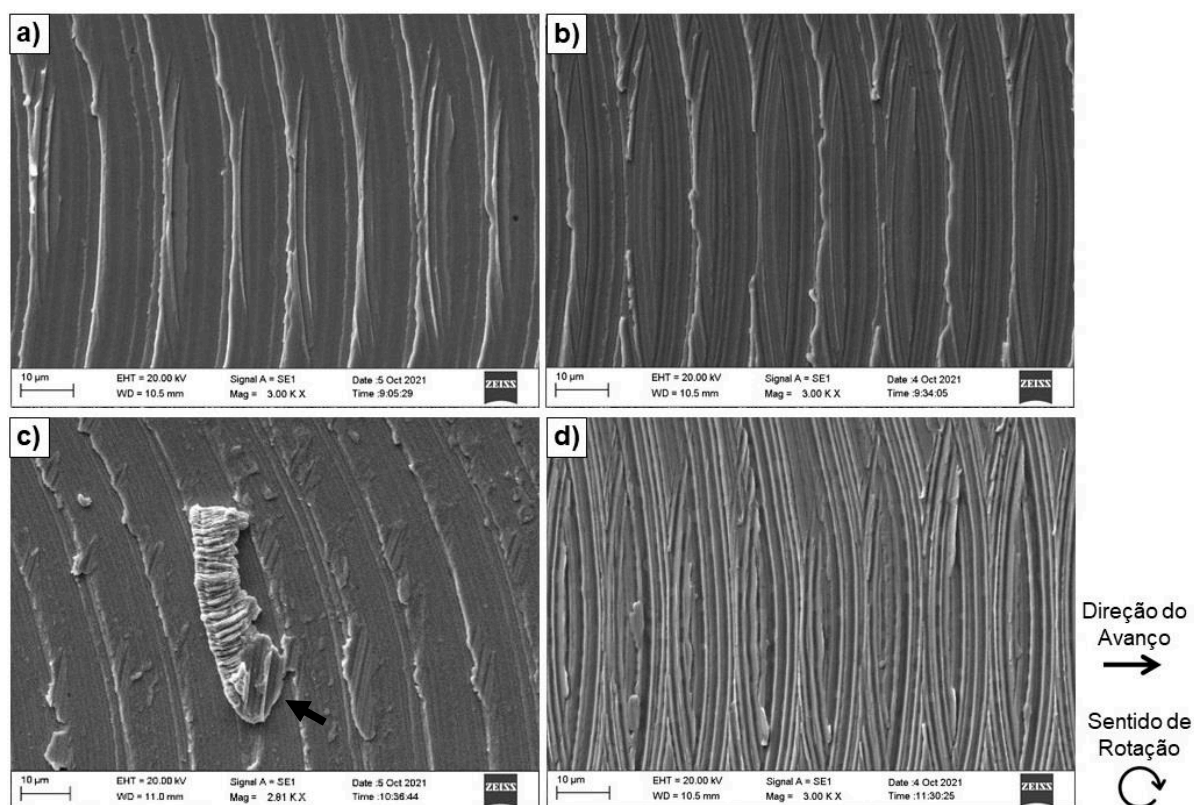 a)
10 µm
EHT = 20.00 kV
WD = 10.5 mm
Signal A = SE1
Mag = 3.00 K X
Date :5 Oct 2021
Time :9:05:29
ZEISS
b)
10 µm
EHT = 20.00 kV
WD = 10.5 mm
Signal A = SE1
Mag = 3.00 K X
Date :4 Oct 2021
Time :9:34:05
ZEISS
c)
10 µm
EHT = 20.00 kV
WD = 11.0 mm
Signal A = SE1
Mag = 2.81 K X
Date :5 Oct 2021
Time :10:36:44
ZEISS
d)
10 µm
EHT = 20.00 kV
WD = 10.5 mm
Signal A = SE1
Mag = 3.00 K X
Date :4 Oct 2021
Time :11:30:25
ZEISS
Direção do
Avanço
Sentido de
Rotação